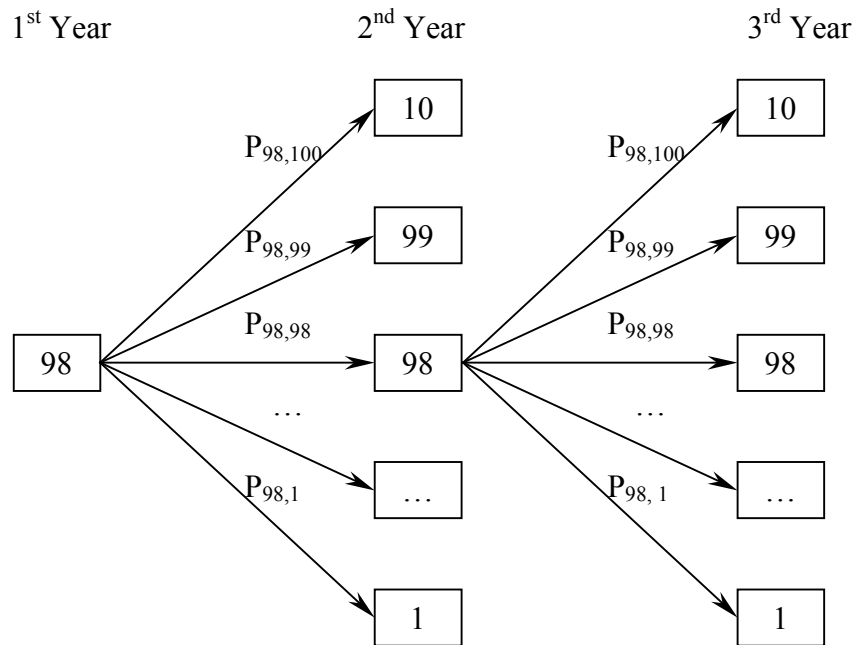 1st Year 2nd Year 3rd Year
10 10
P98,100 P98,100
99 99
P98,99 P98,99
P98,98 P98,98
98 98 98
… …
P98,1 P98, 1
… …
1 1